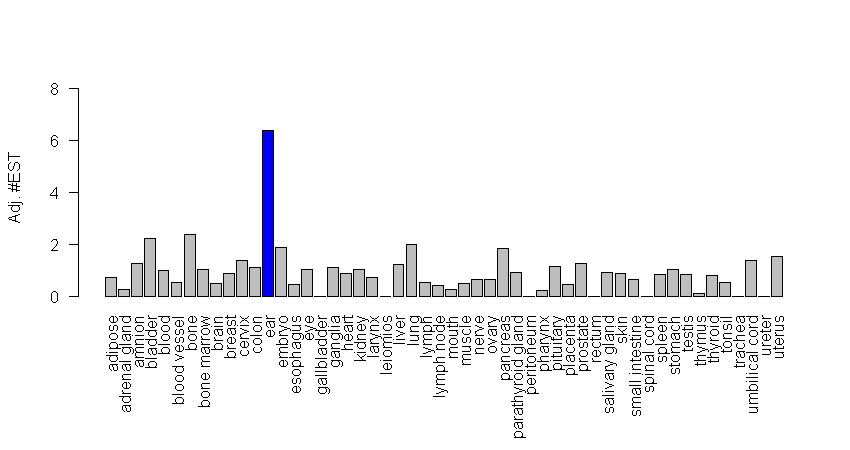 8
6
4
2
0
Adj. #EST
adipose
adrenal gland
amnion
bladder
blood
blood vessel
bone
bone marrow
brain
breast
cervix
colon
ear
embryo
esophagus
eye
gallbladder
ganglia
heart
kidney
larynx
leiomios
liver
lung
lymph
lymph node
mouth
muscle
nerve
ovary
pancreas
parathyroid gland
peritoneum
pharynx
pituitary
placenta
prostate
rectum
salivary gland
skin
small intestine
spinal cord
spleen
stomach
testis
thymus
thyroid
tonsil
trachea
umbilical cord
ureter
uterus